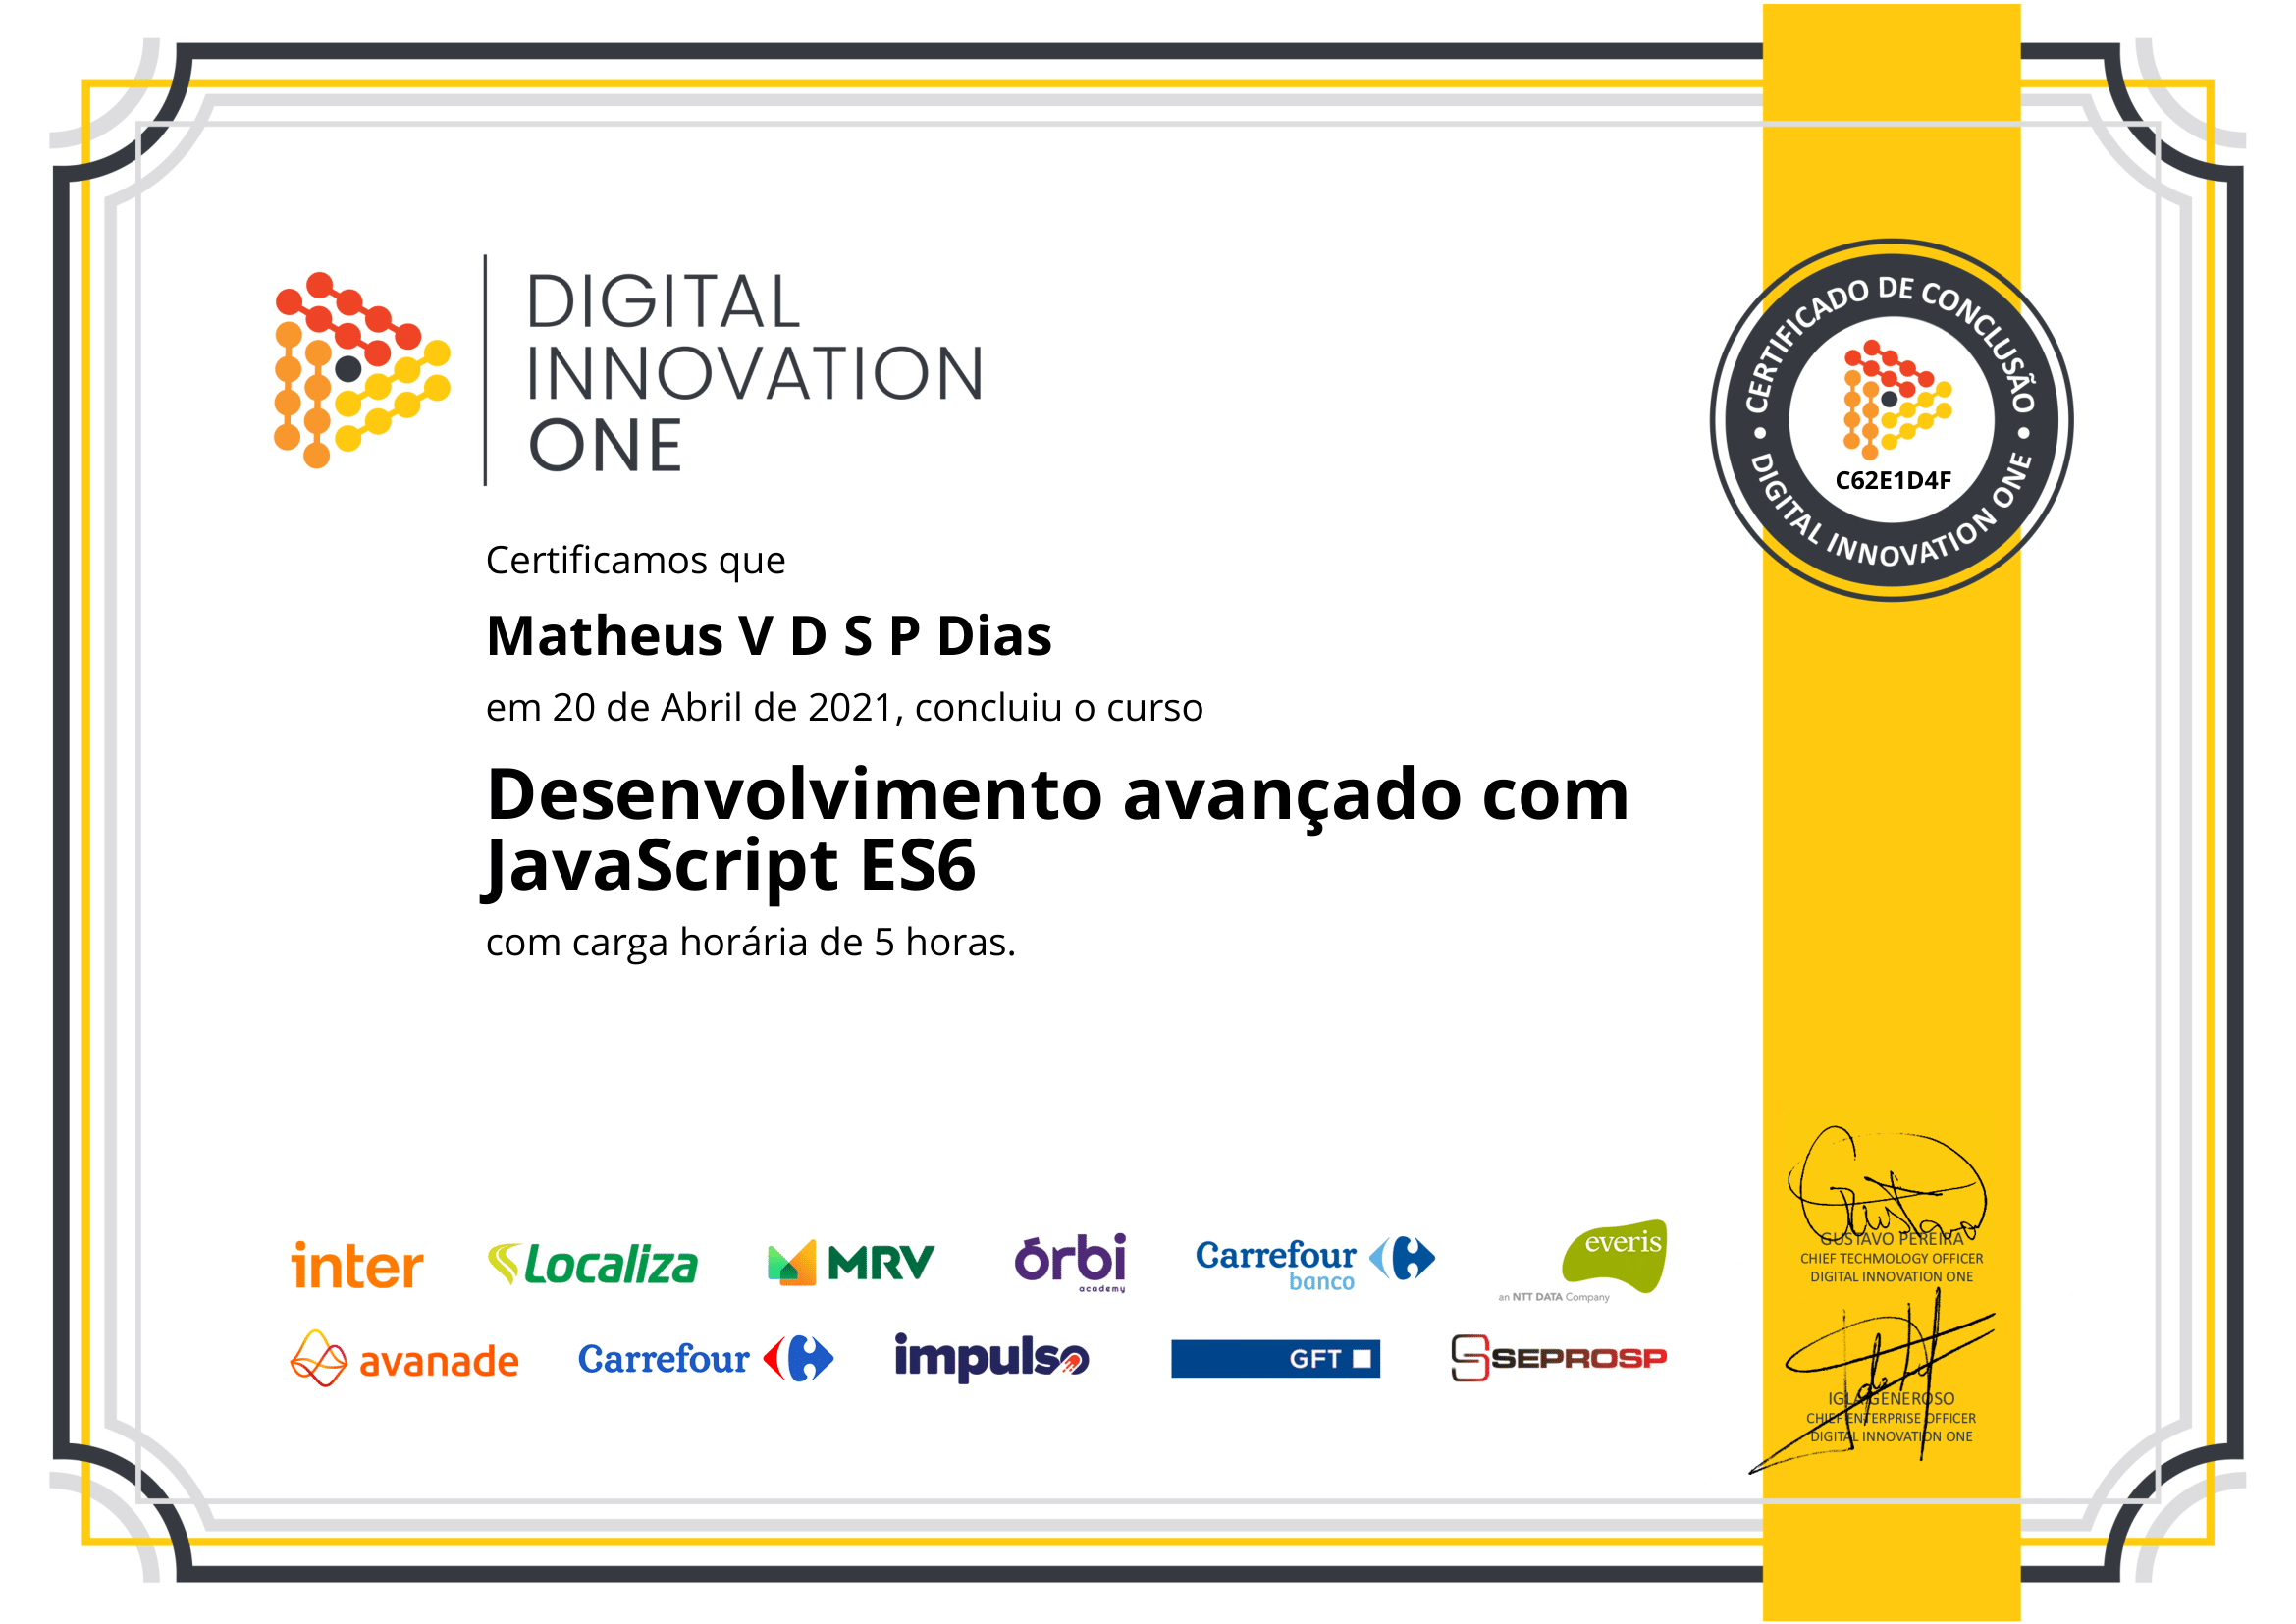 DIGITAL
INNOVATION
ONE
CERTIFICADO DE CONCLUSÃO
C62E1D4F
DIGITAL INNOVATION ONE
Certificamos que
Matheus V D S P Dias
em 20 de Abril de 2021, concluiu o curso
Desenvolvimento avançado com
JavaScript ES6
com carga horária de 5 horas.
inter
Localiza
MRV
órbi
academy
Carrefour
banco
everis
an NTT DATA Company
avanade
Carrefour
impulso
GFT
SEPROSP
Gustavo
GUSTAVO PEREIRA
CHIEF TECHMOLOGY OFFICER
DIGITAL INNOVATION ONE
IGLA GENEROSO
CHIEF ENTERPRISE OFFICER
DIGITAL INNOVATION ONE